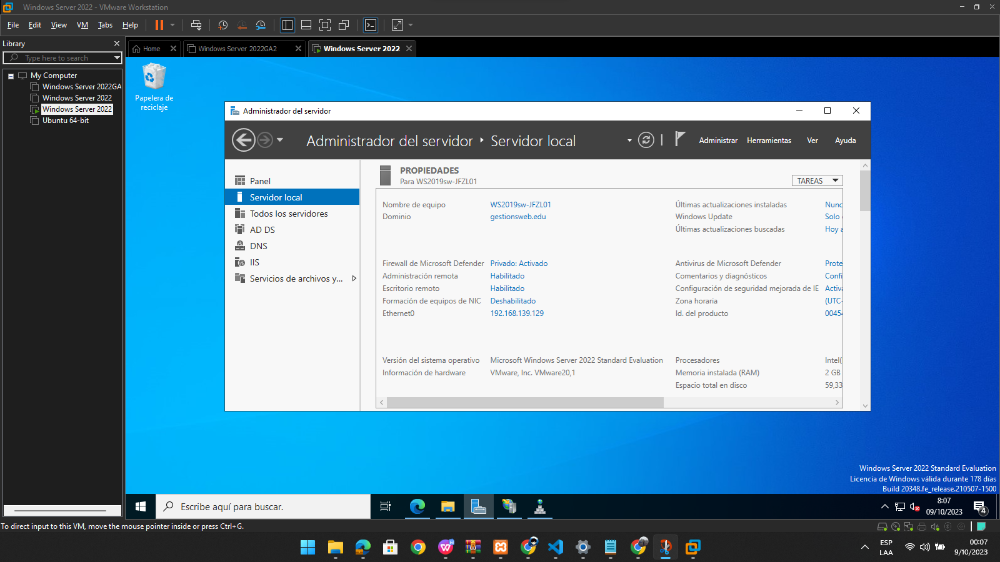 Windows Server 2022 - VMware Workstation
File Edit View VM Tabs Help
Library
Type here to search
My Computer
Windows Server 2022GA
Windows Server 2022
Windows Server 2022
Ubuntu 64-bit
Home
Windows Server 2022GA2
Windows Server 2022
Papelera de
reciclaje
Administrador del servidor
Administrador del servidor
Servidor local
Administrar Herramientas Ver Ayuda
Panel
Servidor local
Todos los servidores
AD DS
DNS
IIS
Servicios de archivos y...
PROPIEDADES
Para WS2019sw-JFZL01
TAREAS
Nombre de equipo WS2019sw-JFZL01
Dominio gestionsweb.edu
Últimas actualizaciones instaladas Nunc
Windows Update Solo
Últimas actualizaciones buscadas Hoy a
Firewall de Microsoft Defender Privado: Activado
Administración remota Habilitado
Escritorio remoto Habilitado
Formación de equipos de NIC Deshabilitado
Ethernet0 192.168.139.129
Antivirus de Microsoft Defender Prote
Comentarios y diagnósticos Confi
Configuración de seguridad mejorada de IE Activa
Zona horaria (UTC-
Id. del producto 00454
Versión del sistema operativo Microsoft Windows Server 2022 Standard Evaluation
Información de hardware VMware, Inc. VMware20,1
Procesadores Intel(
Memoria instalada (RAM) 2 GB
Espacio total en disco 59,33
Windows Server 2022 Standard Evaluation
Licencia de Windows válida durante 178 días
Build 20348.fe_release.210507-1500
Escribe aquí para buscar.
8:07
09/10/2023
4
To direct input to this VM, move the mouse pointer inside or press Ctrl+G.
ESP
LAA
00:07
9/10/2023